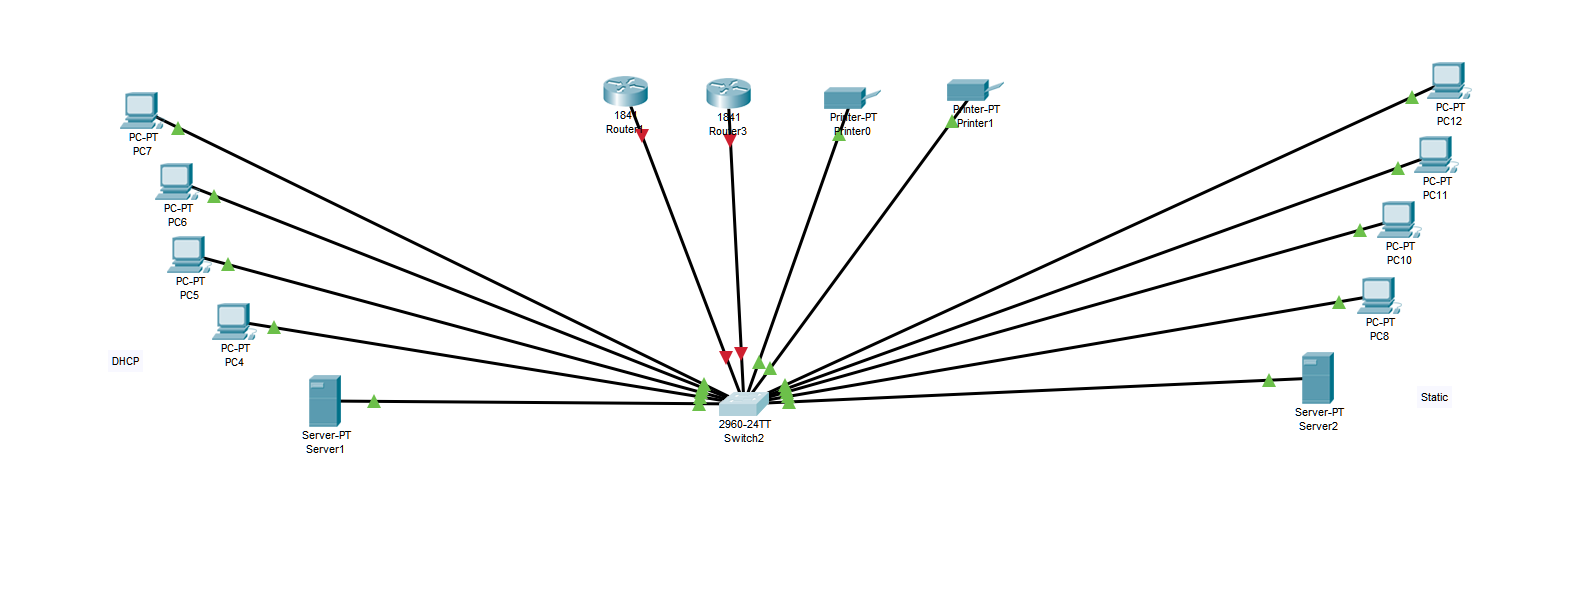 PC-PT
PC7
PC-PT
PC6
PC-PT
PC5
PC-PT
PC4
DHCP
Server-PT
Server1
1841
Router1
1841
Router3
Printer-PT
Printer0
Printer-PT
Printer1
2960-24TT
Switch2
PC-PT
PC12
PC-PT
PC11
PC-PT
PC10
PC-PT
PC8
Server-PT
Server2
Static